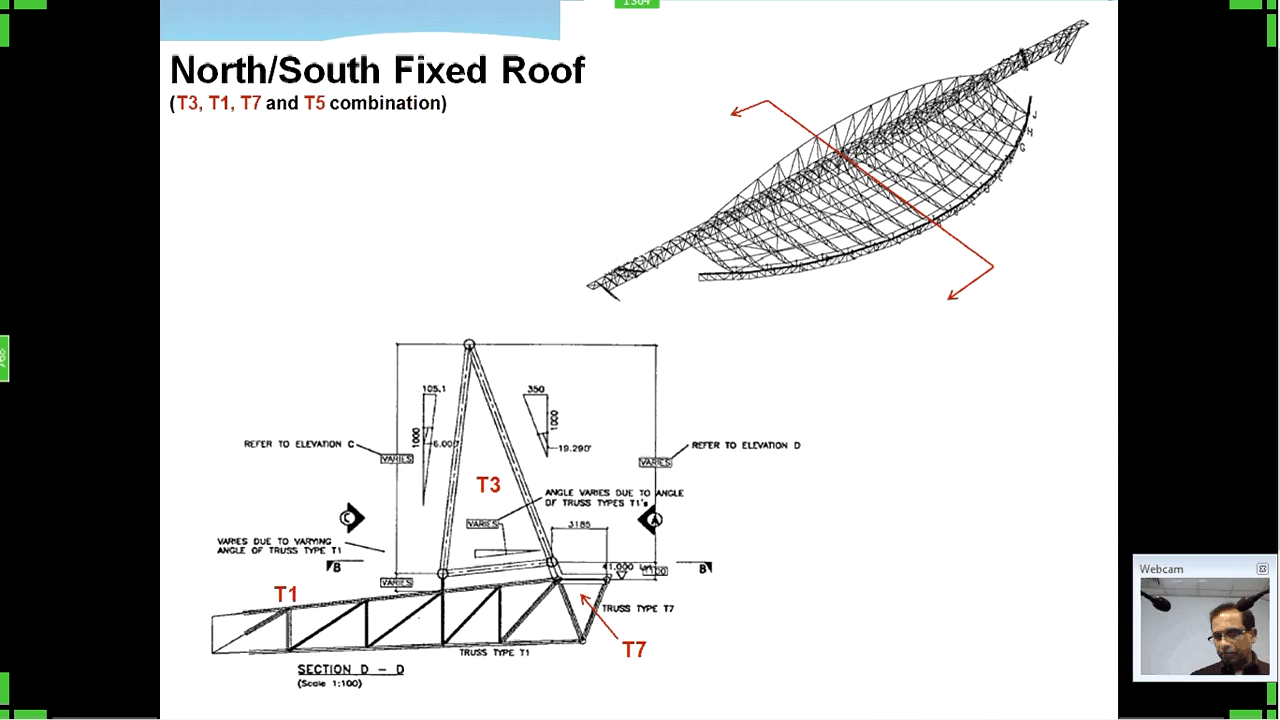 1364
North/South Fixed Roof
(T3, T1, T7 and T5 combination)
J
H
G
105.1
350
1000
1000
6.000
19.290°
REFER TO ELEVATION C
REFER TO ELEVATION D
VARIES
VARIES
T3
ANGLE VARIES DUE TO ANGLE
OF TRUSS TYPES T1's
VARIES
3185
C
A
VARIES DUE TO VARYING
ANGLE OF TRUSS TYPE T1
B
B
VARIES
T1
TRUSS TYPE T7
T7
TRUSS TYPE T1
SECTION D - D
(Scale 1:100)
Webcam